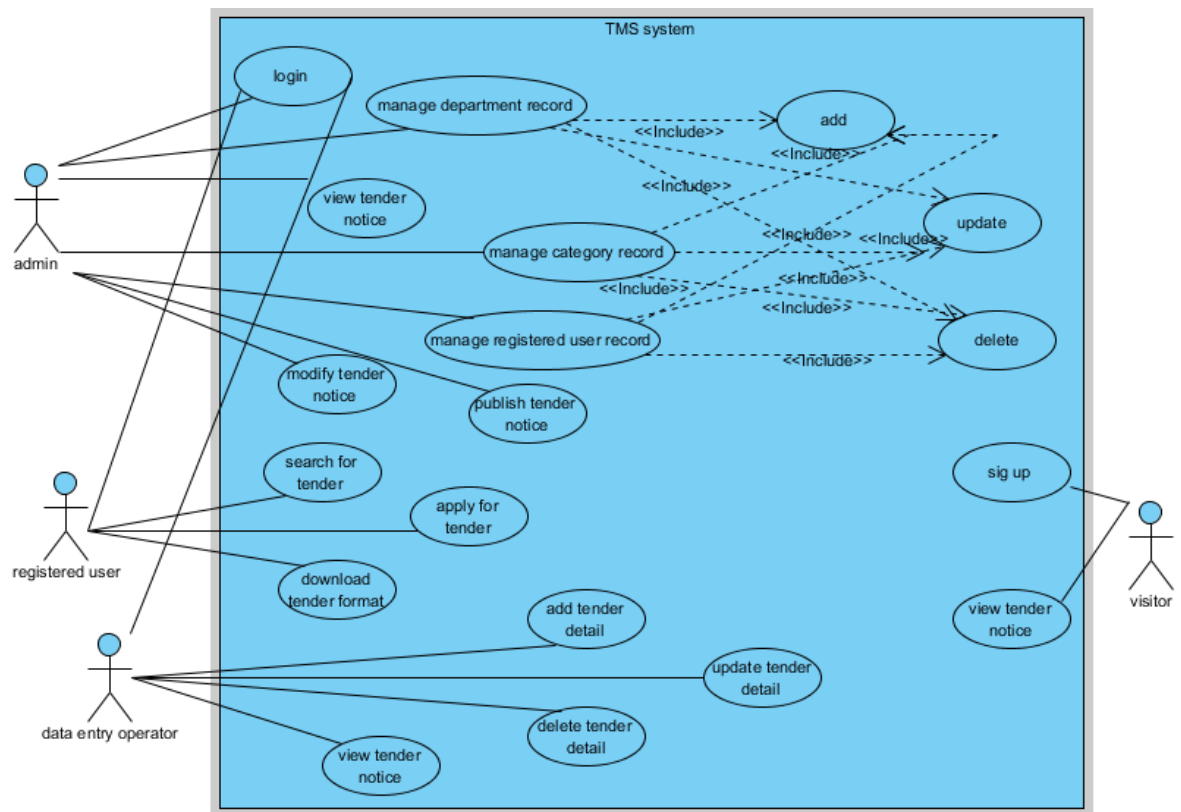 TMS system
login
manage department record
add
<<Include>>
<<Include>>
<<Include>>
view tender
notice
update
admin
manage category record
<<Include>>
<<Include>>
<<Include>>
<<Include>>
<<Include>>
manage registered user record
delete
<<Include>>
modify tender
notice
publish tender
notice
search for
tender
sig up
apply for
tender
registered user
download
tender format
visitor
add tender
detail
view tender
notice
update tender
detail
data entry operator
delete tender
detail
view tender
notice